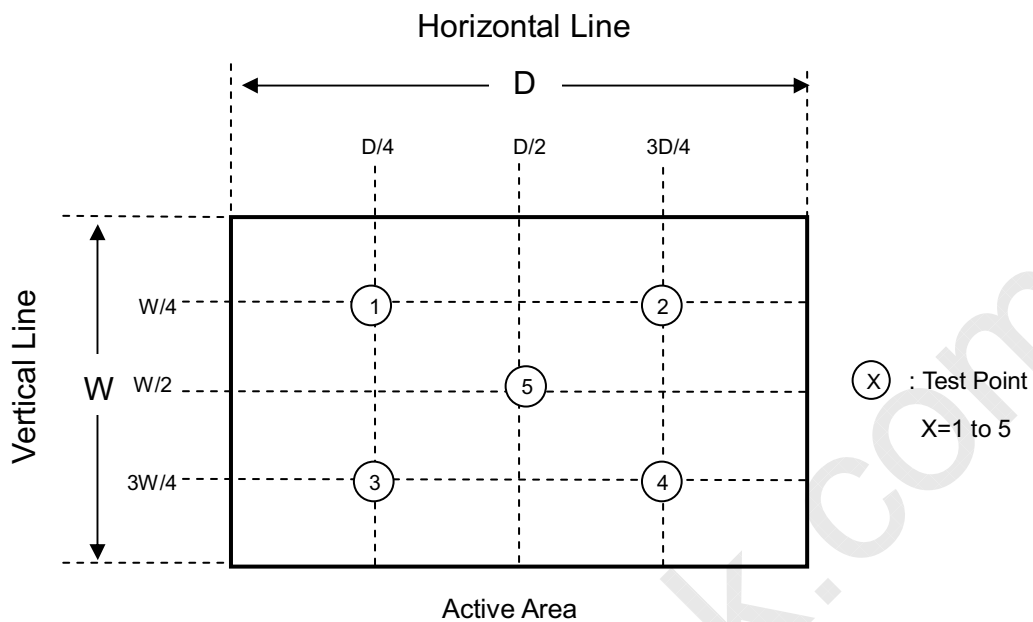 Horizontal Line
D
D/4 D/2 3D/4
Vertical Line
W
W/4
W/2
3W/4
1 2
5
3 4
X : Test Point
X=1 to 5
Active Area
k.com